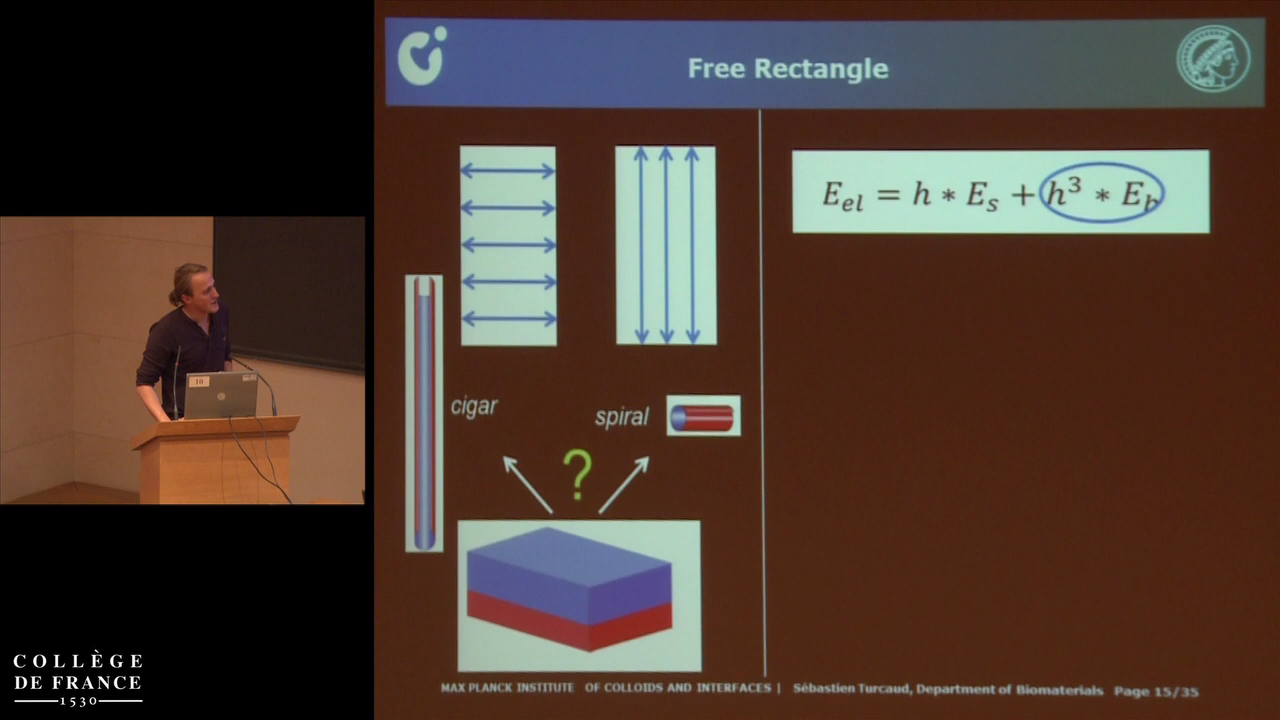 Free Rectangle
E_el = h * E_s + h³ * E_b
cigar
spiral
?
10
MAX PLANCK INSTITUTE OF COLLOIDS AND INTERFACES | Sébastien Turcaud, Department of Biomaterials Page 15/35
COLLÈGE
DE FRANCE
1530